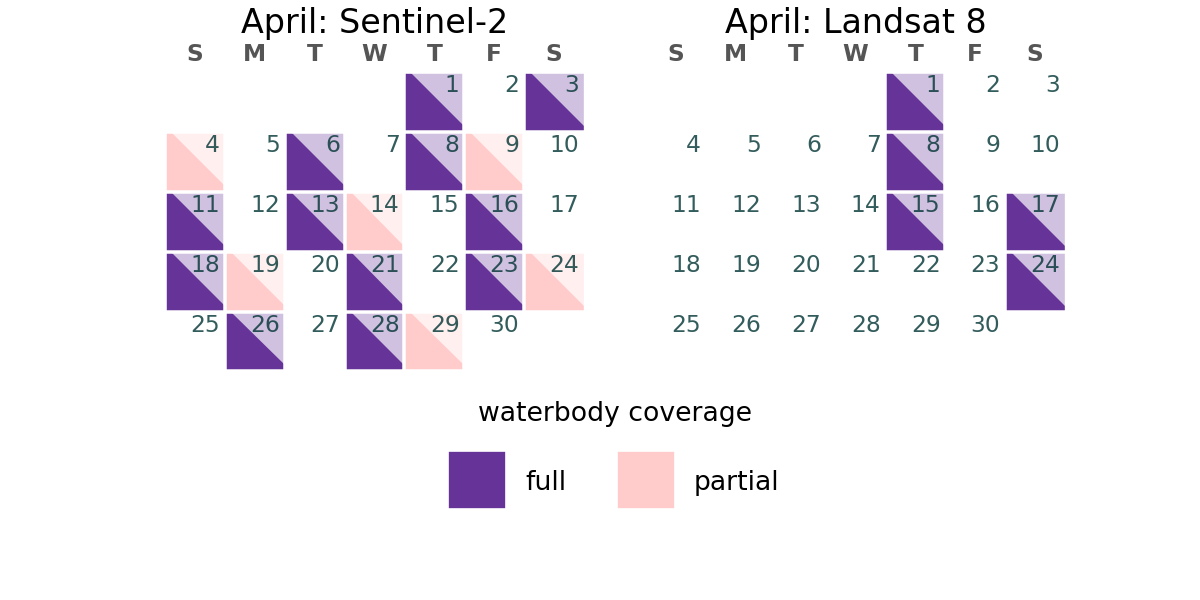 April: Sentinel-2
S M T W T F S
1 2 3
4 5 6 7 8 9 10
11 12 13 14 15 16 17
18 19 20 21 22 23 24
25 26 27 28 29 30
April: Landsat 8
S M T W T F S
1 2 3
4 5 6 7 8 9 10
11 12 13 14 15 16 17
18 19 20 21 22 23 24
25 26 27 28 29 30
waterbody coverage
full partial